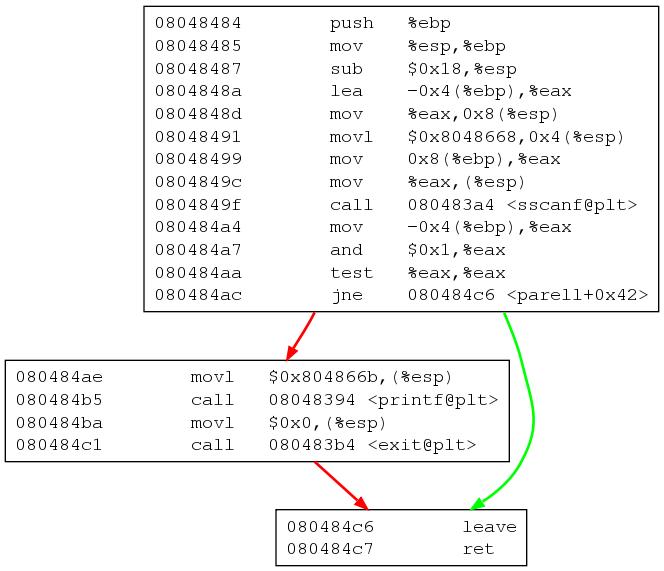 08048484 push %ebp
08048485 mov %esp,%ebp
08048487 sub $0x18,%esp
0804848a lea -0x4(%ebp),%eax
0804848d mov %eax,0x8(%esp)
08048491 movl $0x8048668,0x4(%esp)
08048499 mov 0x8(%ebp),%eax
0804849c mov %eax,(%esp)
0804849f call 080483a4 <sscanf@plt>
080484a4 mov -0x4(%ebp),%eax
080484a7 and $0x1,%eax
080484aa test %eax,%eax
080484ac jne 080484c6 <parell+0x42>
080484ae movl $0x804866b,(%esp)
080484b5 call 08048394 <printf@plt>
080484ba movl $0x0,(%esp)
080484c1 call 080483b4 <exit@plt>
080484c6 leave
080484c7 ret